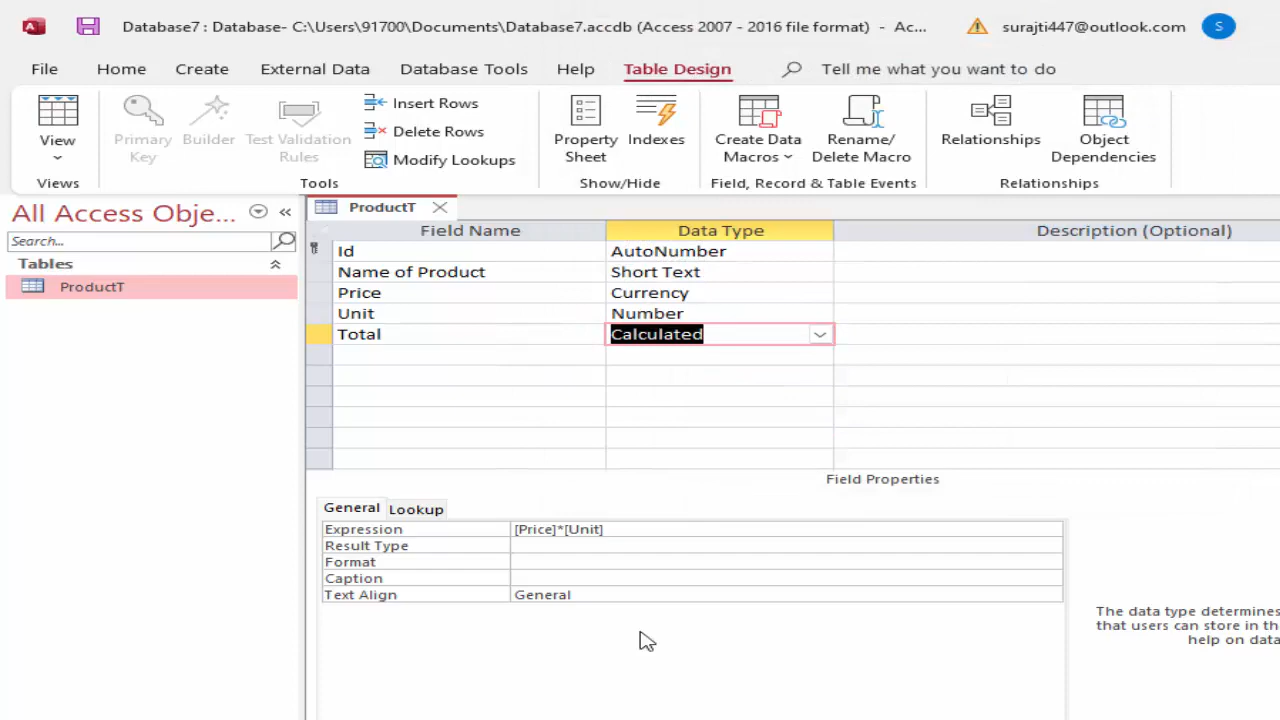 Database7 : Database- C:\Users\91700\Documents\Database7.accdb (Access 2007 - 2016 file format) - Ac... surajti447@outlook.com S
File Home Create External Data Database Tools Help Table Design Tell me what you want to do
View
Views
Primary Key
Builder
Test Validation Rules
Insert Rows
Delete Rows
Modify Lookups
Tools
Property Sheet
Indexes
Show/Hide
Create Data Macros
Rename/ Delete Macro
Field, Record & Table Events
Relationships
Object Dependencies
Relationships
All Access Obje...
Search...
Tables
ProductT
ProductT
Field Name Data Type Description (Optional)
Id AutoNumber
Name of Product Short Text
Price Currency
Unit Number
Total Calculated
Field Properties
General Lookup
Expression [Price]*[Unit]
Result Type
Format
Caption
Text Align General
The data type determines
that users can store in th
help on data